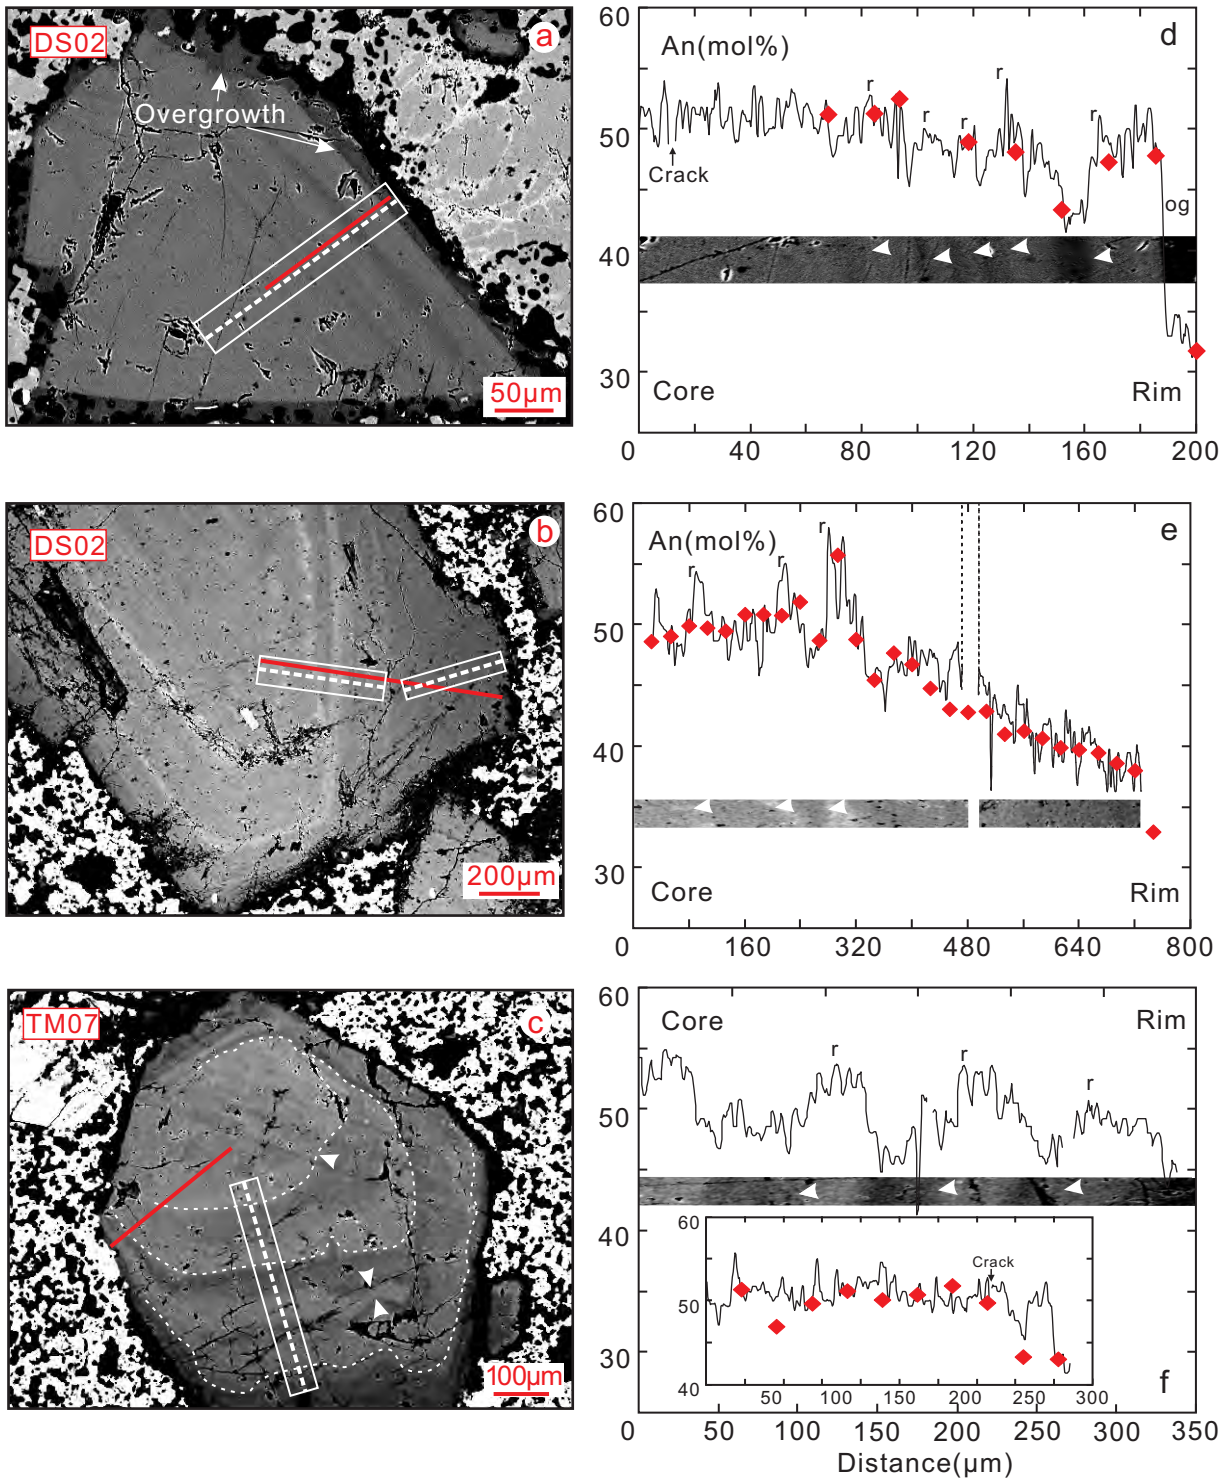 DS02
a
Overgrowth
50µm
60
An(mol%)
d
r
r
r
r
r
50
Crack
og
40
30
Core
Rim
0
40
80
120
160
200
DS02
b
200µm
60
An(mol%)
e
r
r
r
50
40
30
Core
Rim
0
160
320
480
640
800
TM07
c
100µm
60
Core
Rim
r
r
r
50
40
60
Crack
50
40
50
100
150
200
250
300
30
f
0
50
100
150
200
250
300
350
Distance(µm)